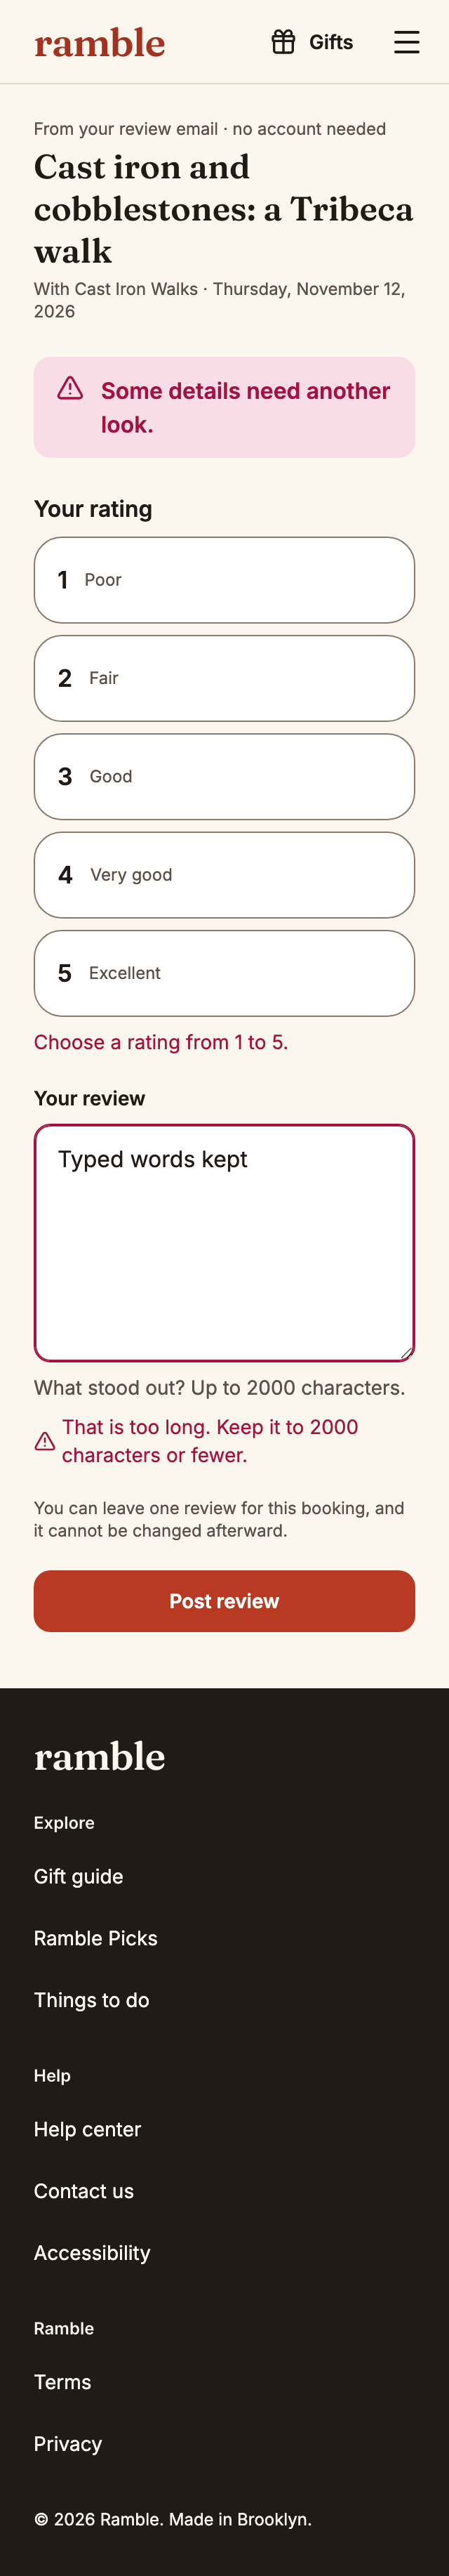 ramble
Gifts
From your review email · no account needed
Cast iron and
cobblestones: a Tribeca
walk
With Cast Iron Walks · Thursday, November 12,
2026
Some details need another
look.
Your rating
1 Poor
2 Fair
3 Good
4 Very good
5 Excellent
Choose a rating from 1 to 5.
Your review
Typed words kept
What stood out? Up to 2000 characters.
That is too long. Keep it to 2000
characters or fewer.
You can leave one review for this booking, and
it cannot be changed afterward.
Post review
ramble
Explore
Gift guide
Ramble Picks
Things to do
Help
Help center
Contact us
Accessibility
Ramble
Terms
Privacy
© 2026 Ramble. Made in Brooklyn.